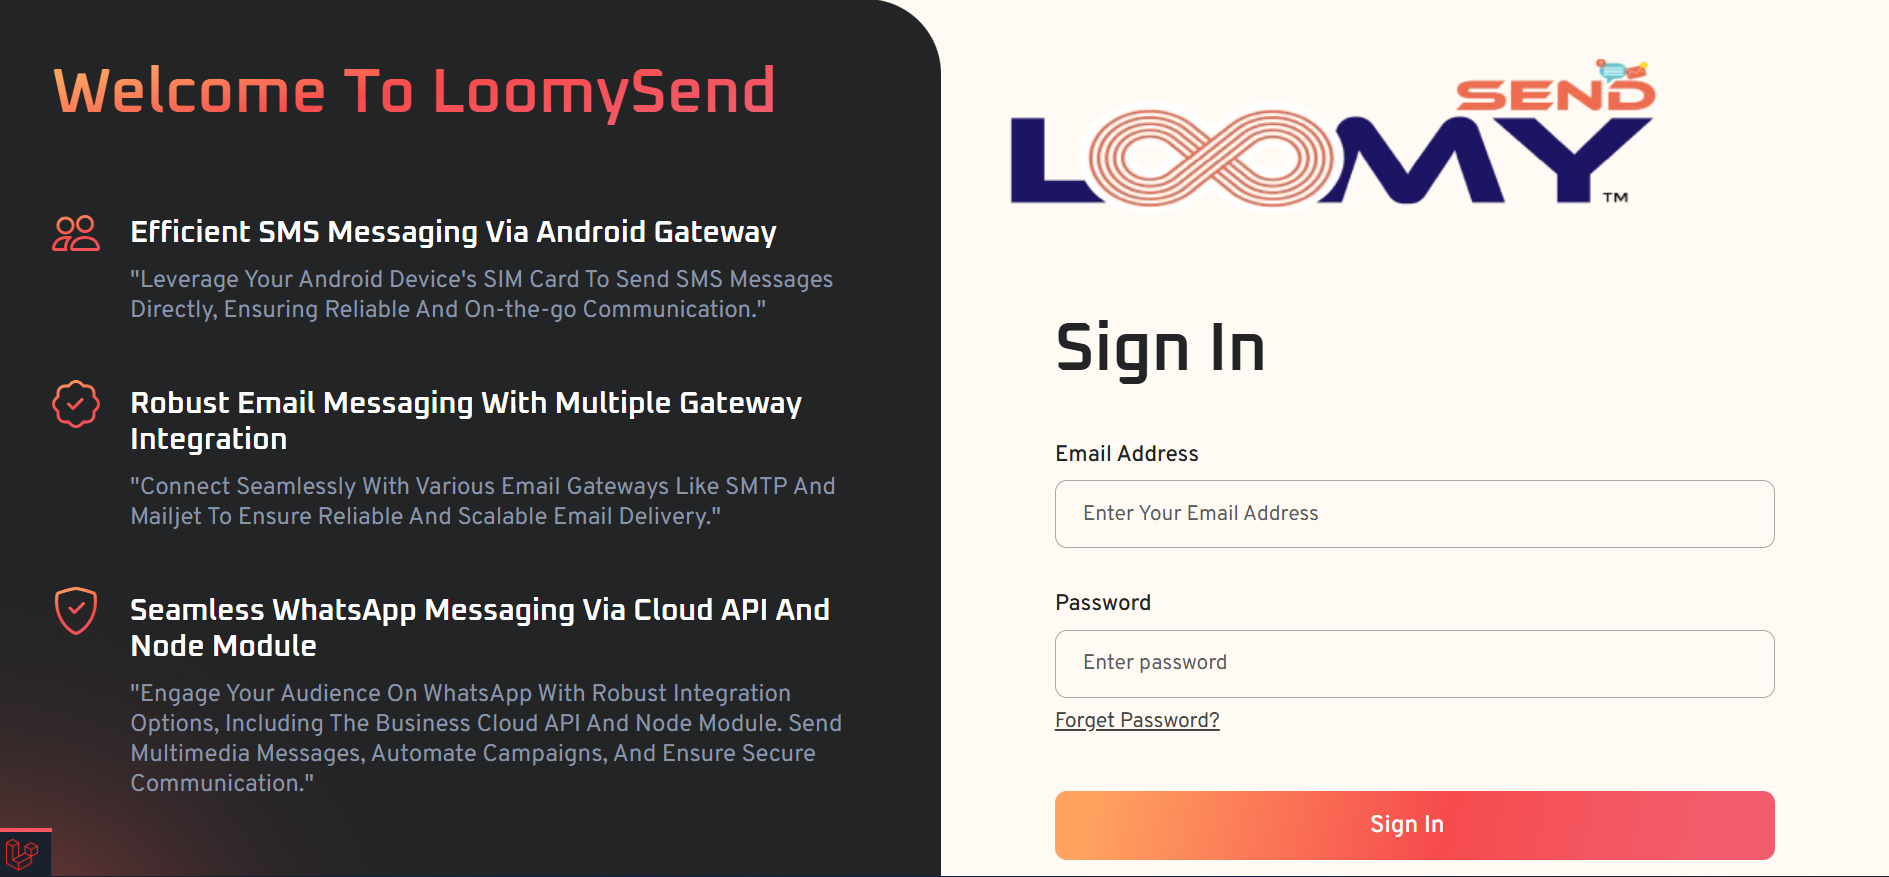 Welcome To LoomySend
Efficient SMS Messaging Via Android Gateway
"Leverage Your Android Device's SIM Card To Send SMS Messages
Directly, Ensuring Reliable And On-the-go Communication."
Robust Email Messaging With Multiple Gateway
Integration
"Connect Seamlessly With Various Email Gateways Like SMTP And
Mailjet To Ensure Reliable And Scalable Email Delivery."
Seamless WhatsApp Messaging Via Cloud API And
Node Module
"Engage Your Audience On WhatsApp With Robust Integration
Options, Including The Business Cloud API And Node Module. Send
Multimedia Messages, Automate Campaigns, And Ensure Secure
Communication."
SEND
LOOMY™
Sign In
Email Address
Enter Your Email Address
Password
Enter password
Forget Password?
Sign In